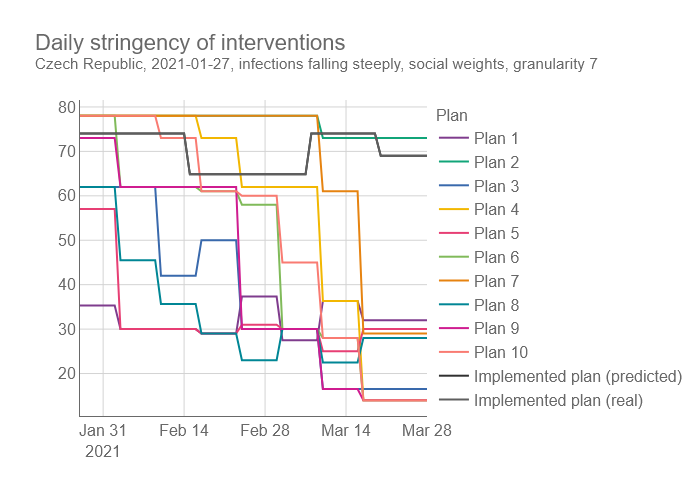 Daily stringency of interventions
Czech Republic, 2021-01-27, infections falling steeply, social weights, granularity 7
80
70
60
50
40
30
20
Jan 31
2021
Feb 14
Feb 28
Mar 14
Mar 28
Plan
Plan 1
Plan 2
Plan 3
Plan 4
Plan 5
Plan 6
Plan 7
Plan 8
Plan 9
Plan 10
Implemented plan (predicted)
Implemented plan (real)